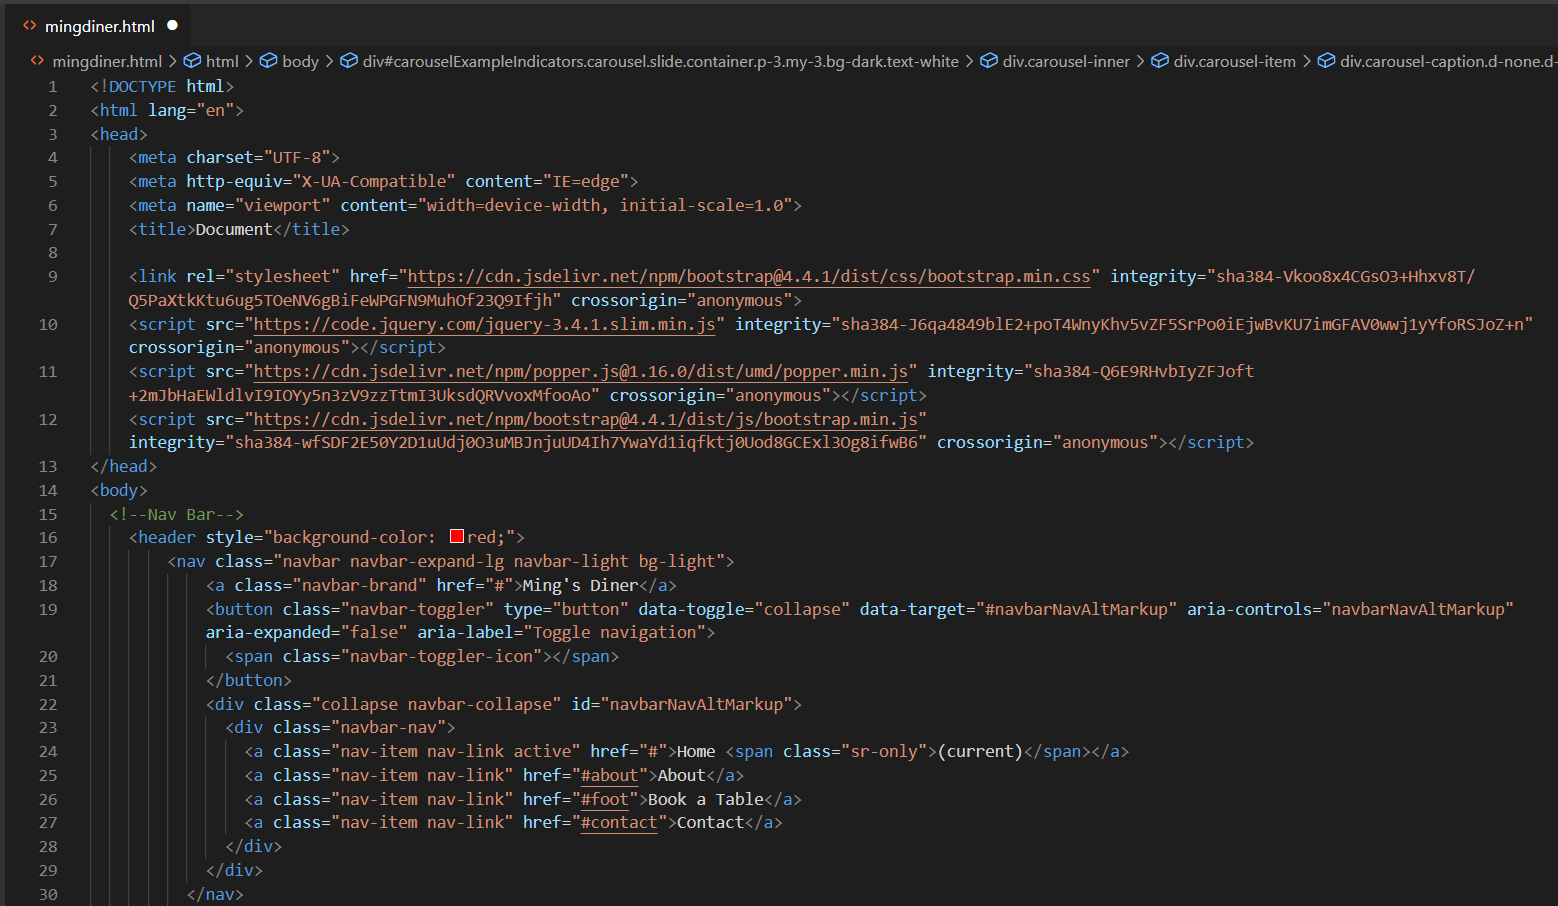 mingdiner.html
mingdiner.html > html > body > div#carouselExampleIndicators.carousel.slide.container.p-3.my-3.bg-dark.text-white > div.carousel-inner > div.carousel-item > div.carousel-caption.d-none.d-
1 <!DOCTYPE html>
2 <html lang="en">
3 <head>
4 <meta charset="UTF-8">
5 <meta http-equiv="X-UA-Compatible" content="IE=edge">
6 <meta name="viewport" content="width=device-width, initial-scale=1.0">
7 <title>Document</title>
8
9 <link rel="stylesheet" href="https://cdn.jsdelivr.net/npm/bootstrap@4.4.1/dist/css/bootstrap.min.css" integrity="sha384-Vkoo8x4CGsO3+Hhxv8T/
Q5PaXtkKtu6ug5TOeNV6gBiFeWPGFN9MuhOf23Q9Ifjh" crossorigin="anonymous">
10 <script src="https://code.jquery.com/jquery-3.4.1.slim.min.js" integrity="sha384-J6qa4849blE2+poT4WnyKhv5vZF5SrPo0iEjwBvKU7imGFAV0wwj1yYfoRSJoZ+n"
crossorigin="anonymous"></script>
11 <script src="https://cdn.jsdelivr.net/npm/popper.js@1.16.0/dist/umd/popper.min.js" integrity="sha384-Q6E9RHvbIyZFJoft
+2mJbHaEWldlvI9IOYy5n3zV9zzTtmI3UksdQRVvoxMfooAo" crossorigin="anonymous"></script>
12 <script src="https://cdn.jsdelivr.net/npm/bootstrap@4.4.1/dist/js/bootstrap.min.js"
integrity="sha384-wfSDF2E50Y2D1uUdj0O3uMBJnjuUD4Ih7YwaYd1iqfktj0Uod8GCExl3Og8ifwB6" crossorigin="anonymous"></script>
13 </head>
14 <body>
15 <!--Nav Bar-->
16 <header style="background-color: red;">
17 <nav class="navbar navbar-expand-lg navbar-light bg-light">
18 <a class="navbar-brand" href="#">Ming's Diner</a>
19 <button class="navbar-toggler" type="button" data-toggle="collapse" data-target="#navbarNavAltMarkup" aria-controls="navbarNavAltMarkup"
aria-expanded="false" aria-label="Toggle navigation">
20 <span class="navbar-toggler-icon"></span>
21 </button>
22 <div class="collapse navbar-collapse" id="navbarNavAltMarkup">
23 <div class="navbar-nav">
24 <a class="nav-item nav-link active" href="#">Home <span class="sr-only">(current)</span></a>
25 <a class="nav-item nav-link" href="#about">About</a>
26 <a class="nav-item nav-link" href="#foot">Book a Table</a>
27 <a class="nav-item nav-link" href="#contact">Contact</a>
28 </div>
29 </div>
30 </nav>